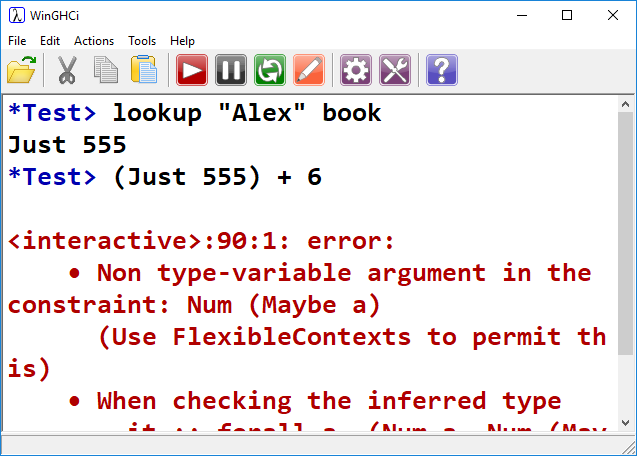 WinGHCi
File Edit Actions Tools Help
*Test> lookup "Alex" book
Just 555
*Test> (Just 555) + 6
<interactive>:90:1: error:
• Non type-variable argument in the
constraint: Num (Maybe a)
(Use FlexibleContexts to permit th
is)
• When checking the inferred type
it :: forall a. (Num a, Num (May